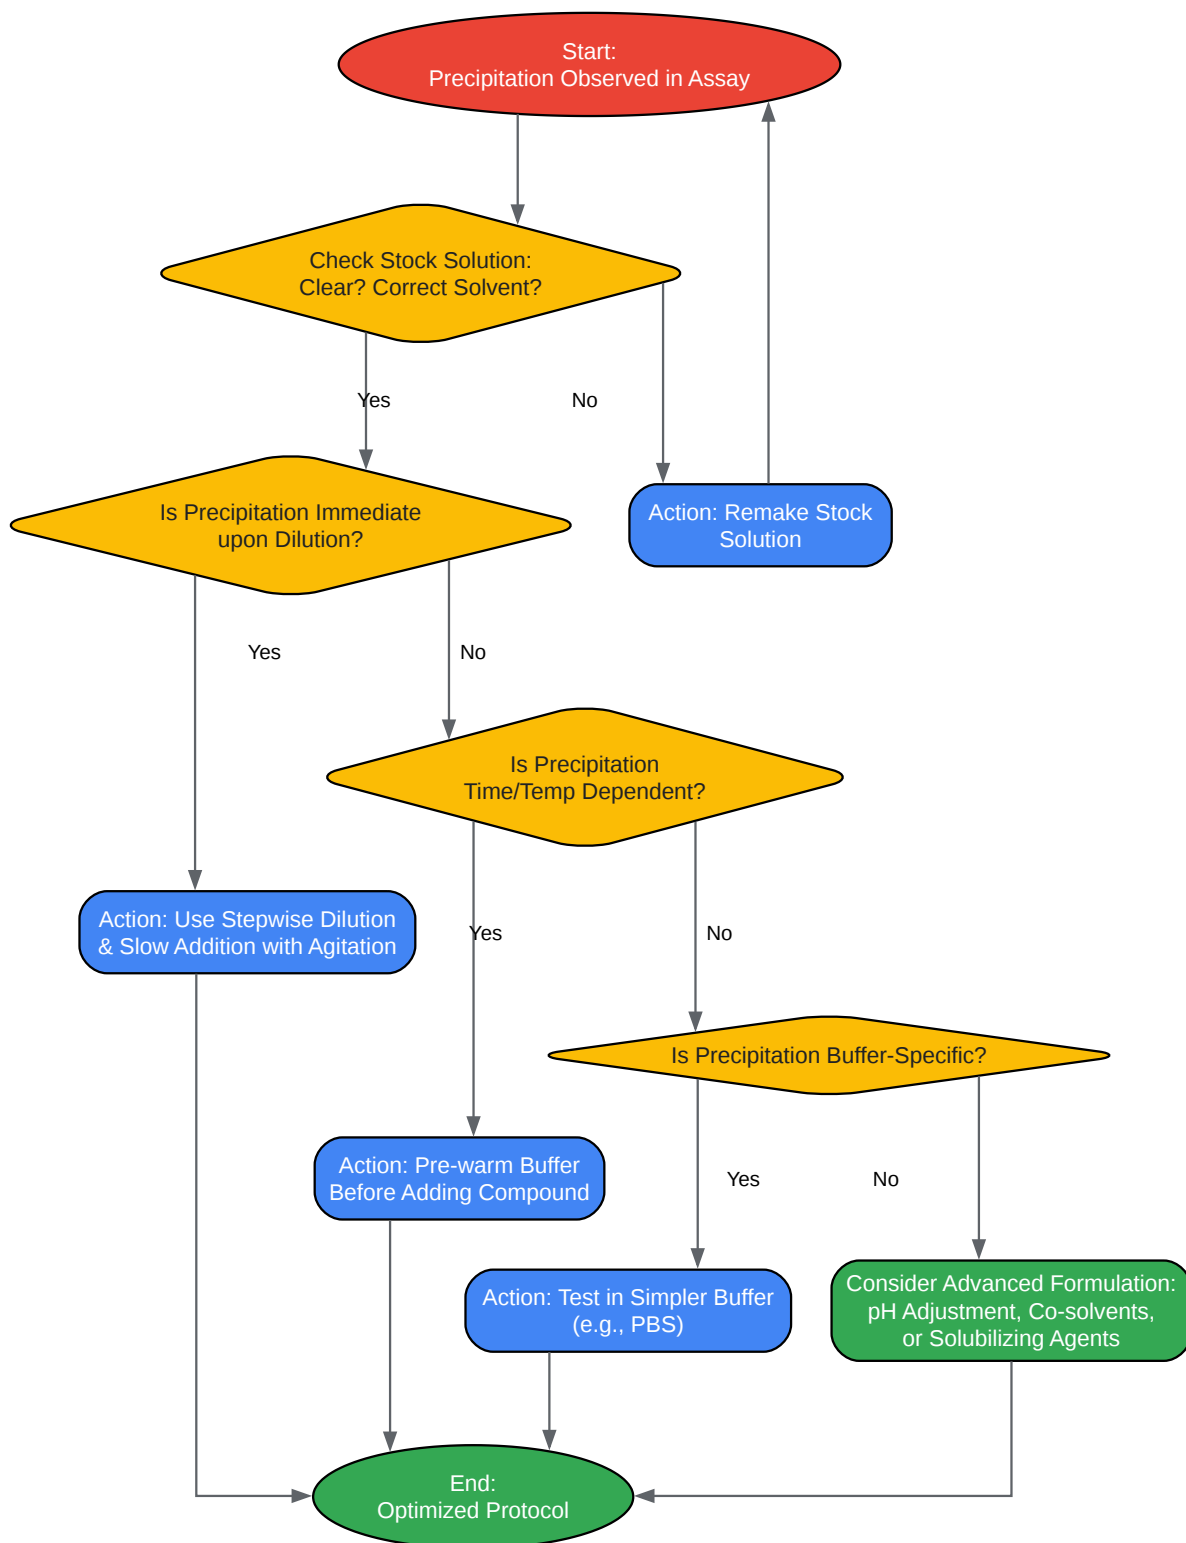 Start:
Precipitation Observed in Assay
Check Stock Solution:
Clear? Correct Solvent?
Yes
No
Is Precipitation Immediate
upon Dilution?
Action: Remake Stock
Solution
Yes
No
Is Precipitation
Time/Temp Dependent?
Action: Use Stepwise Dilution
& Slow Addition with Agitation
Yes
No
Is Precipitation Buffer-Specific?
Action: Pre-warm Buffer
Before Adding Compound
Yes
No
Action: Test in Simpler Buffer
(e.g., PBS)
Consider Advanced Formulation:
pH Adjustment, Co-solvents,
or Solubilizing Agents
End:
Optimized Protocol